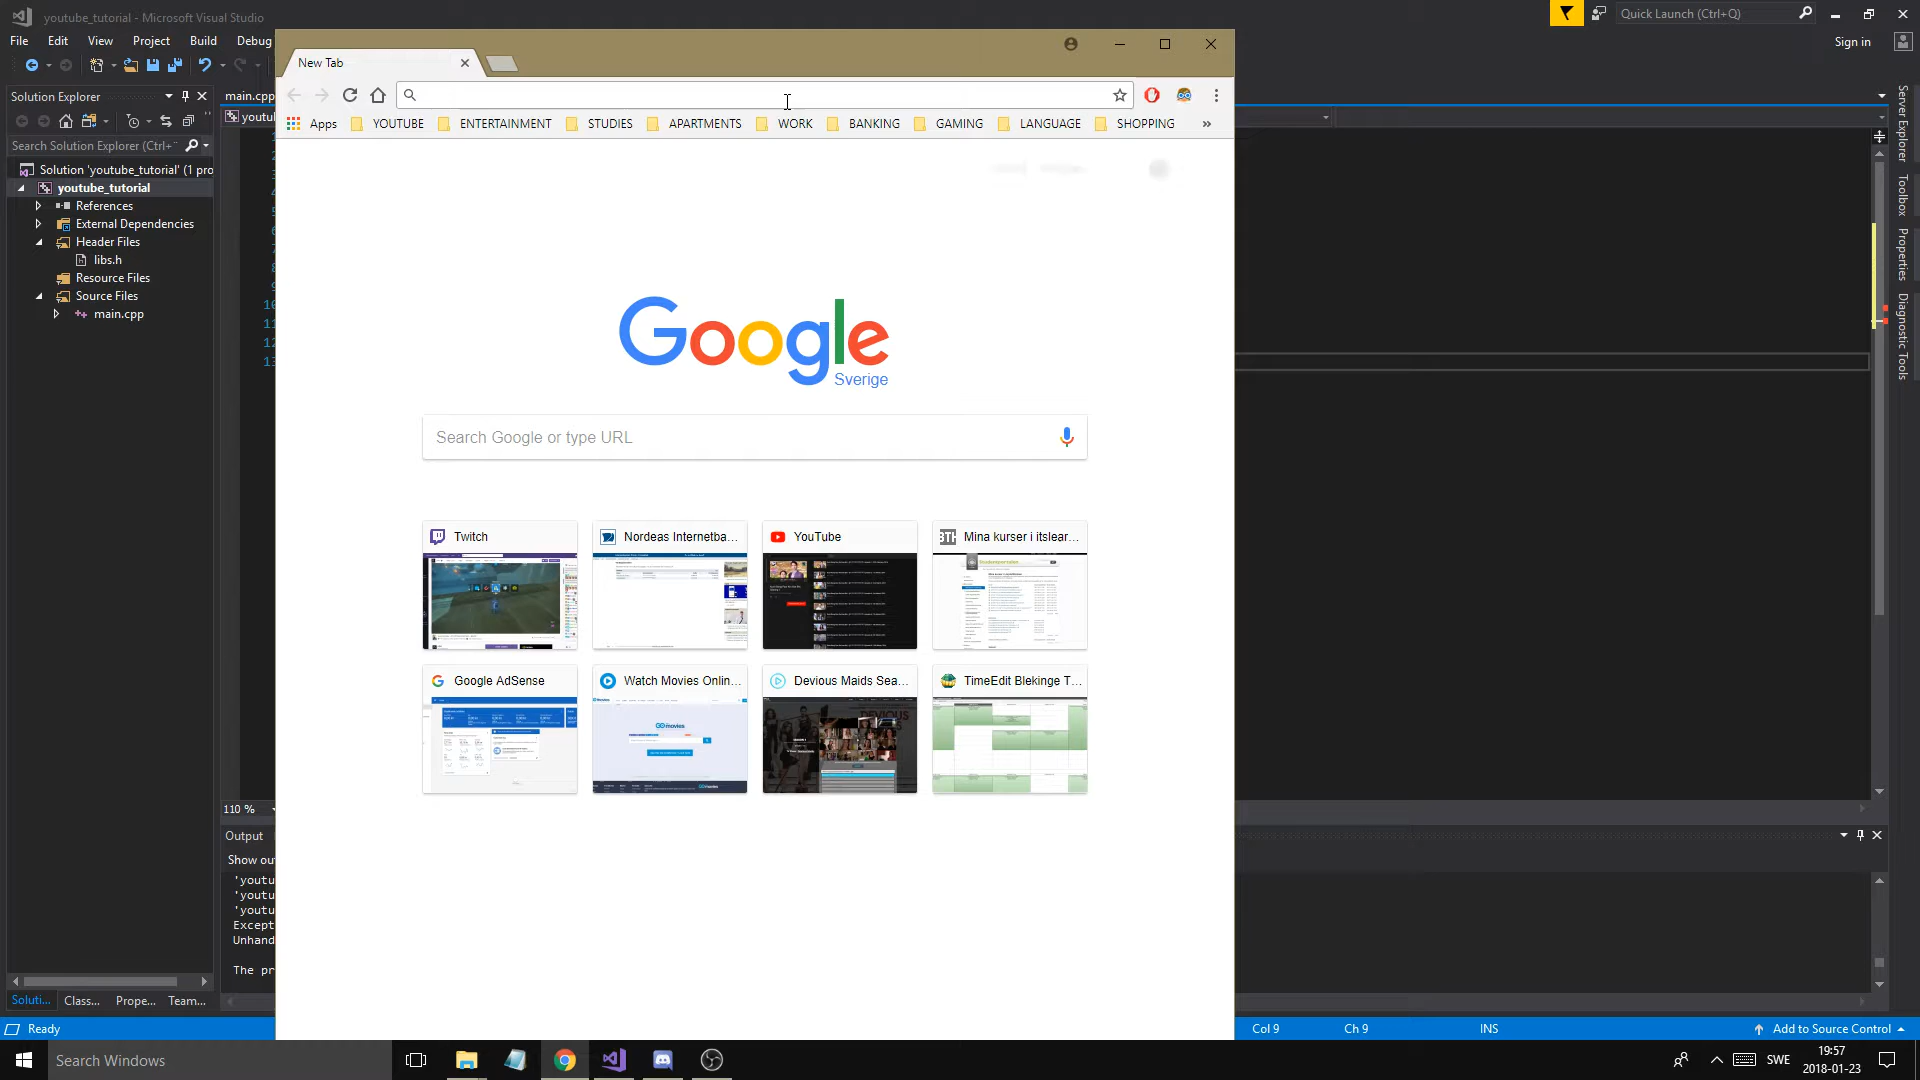 youtube_tutorial - Microsoft Visual Studio
Quick Launch (Ctrl+Q)
File Edit View Project Build Debug
Sign in
New Tab
Solution Explorer
main.cpp
Apps YOUTUBE ENTERTAINMENT STUDIES APARTMENTS WORK BANKING GAMING LANGUAGE SHOPPING »
Search Solution Explorer (Ctrl+
Solution 'youtube_tutorial' (1 pro
youtube_tutorial
References
External Dependencies
Header Files
libs.h
Resource Files
Source Files
main.cpp
10
11
12
13
Server Explorer
Toolbox
Properties
Diagnostic Tools
Google
Sverige
Search Google or type URL
Twitch
Nordeas Internetba...
YouTube
Mina kurser i itslear...
Google AdSense
Watch Movies Onlin...
Devious Maids Sea...
TimeEdit Blekinge T...
110 %
Output
Show ou
'youtu
'youtu
'youtu
Except
Unhand
The pr
Soluti... Class... Prope... Team...
Ready
Col 9 Ch 9 INS
Add to Source Control
Search Windows
SWE
19:57
2018-01-23